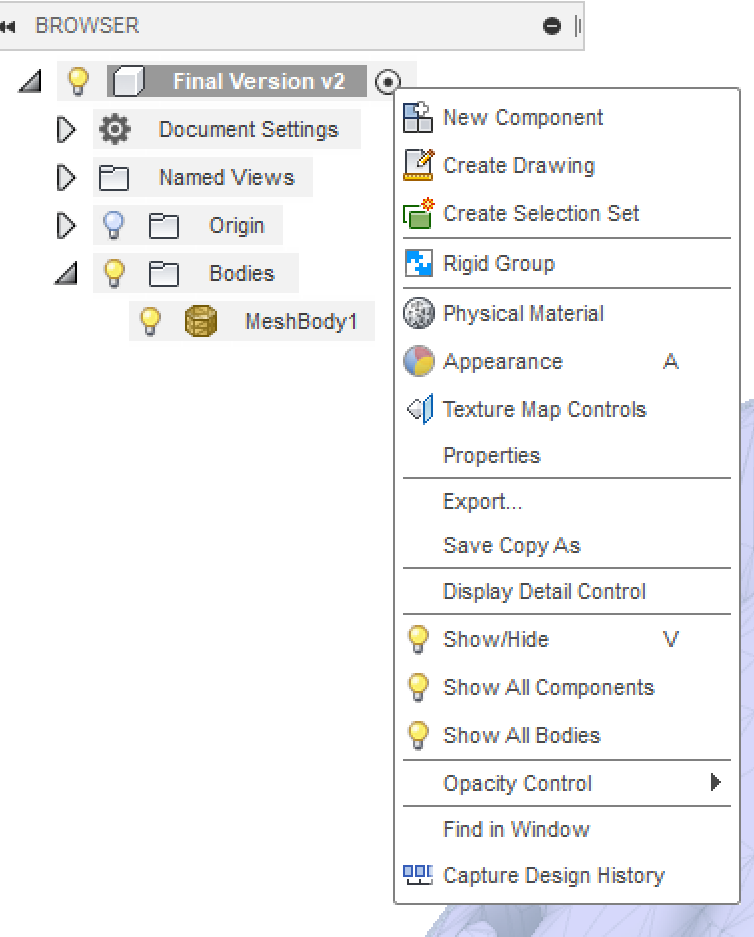 BROWSER
Final Version v2
Document Settings
Named Views
Origin
Bodies
MeshBody1
New Component
Create Drawing
Create Selection Set
Rigid Group
Physical Material
Appearance A
Texture Map Controls
Properties
Export...
Save Copy As
Display Detail Control
Show/Hide V
Show All Components
Show All Bodies
Opacity Control
Find in Window
Capture Design History